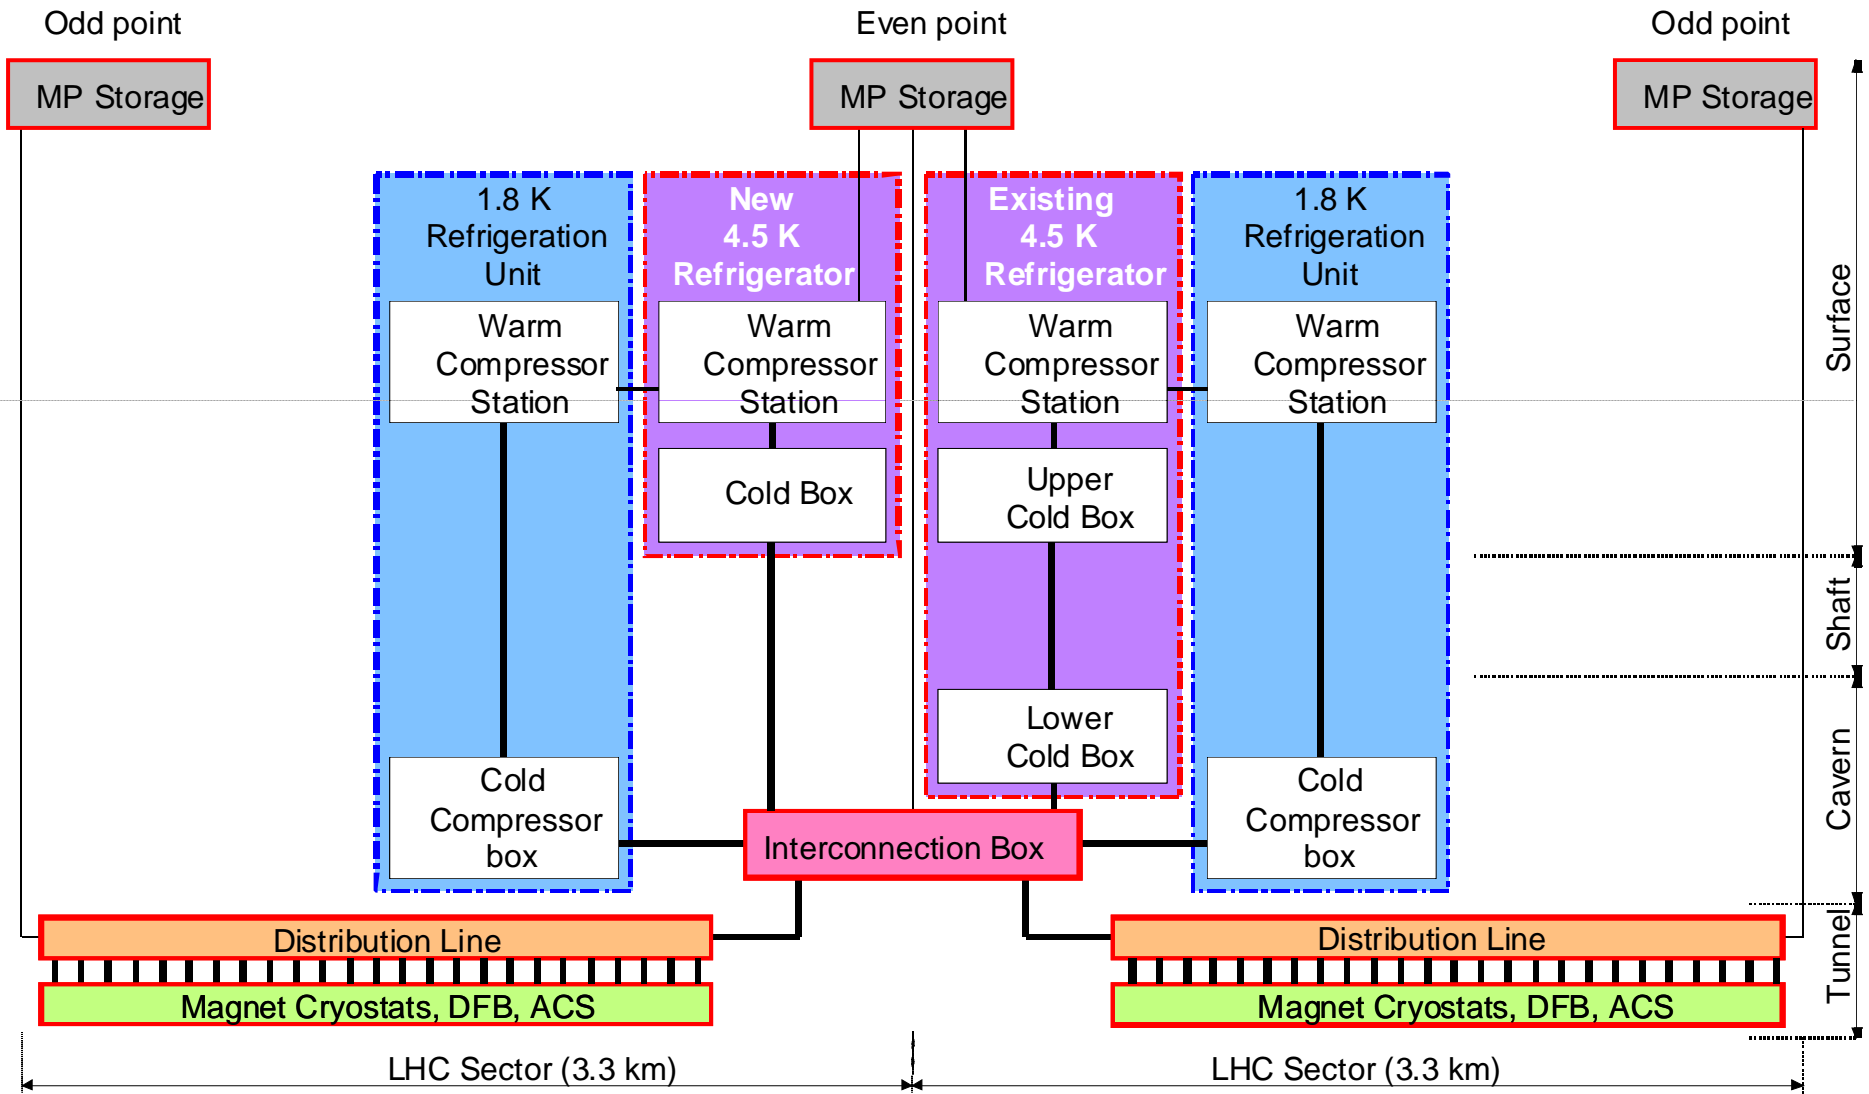 Odd point
Even point
Odd point
MP Storage
MP Storage
MP Storage
1.8 K
Refrigeration
Unit
New
4.5 K
Refrigerator
Existing
4.5 K
Refrigerator
1.8 K
Refrigeration
Unit
Warm
Compressor
Station
Warm
Compressor
Station
Warm
Compressor
Station
Warm
Compressor
Station
Surface
Cold Box
Upper
Cold Box
Shaft
Lower
Cold Box
Cold
Compressor
box
Interconnection Box
Cold
Compressor
box
Cavern
Distribution Line
Distribution Line
Magnet Cryostats, DFB, ACS
Magnet Cryostats, DFB, ACS
Tunnel
LHC Sector (3.3 km)
LHC Sector (3.3 km)